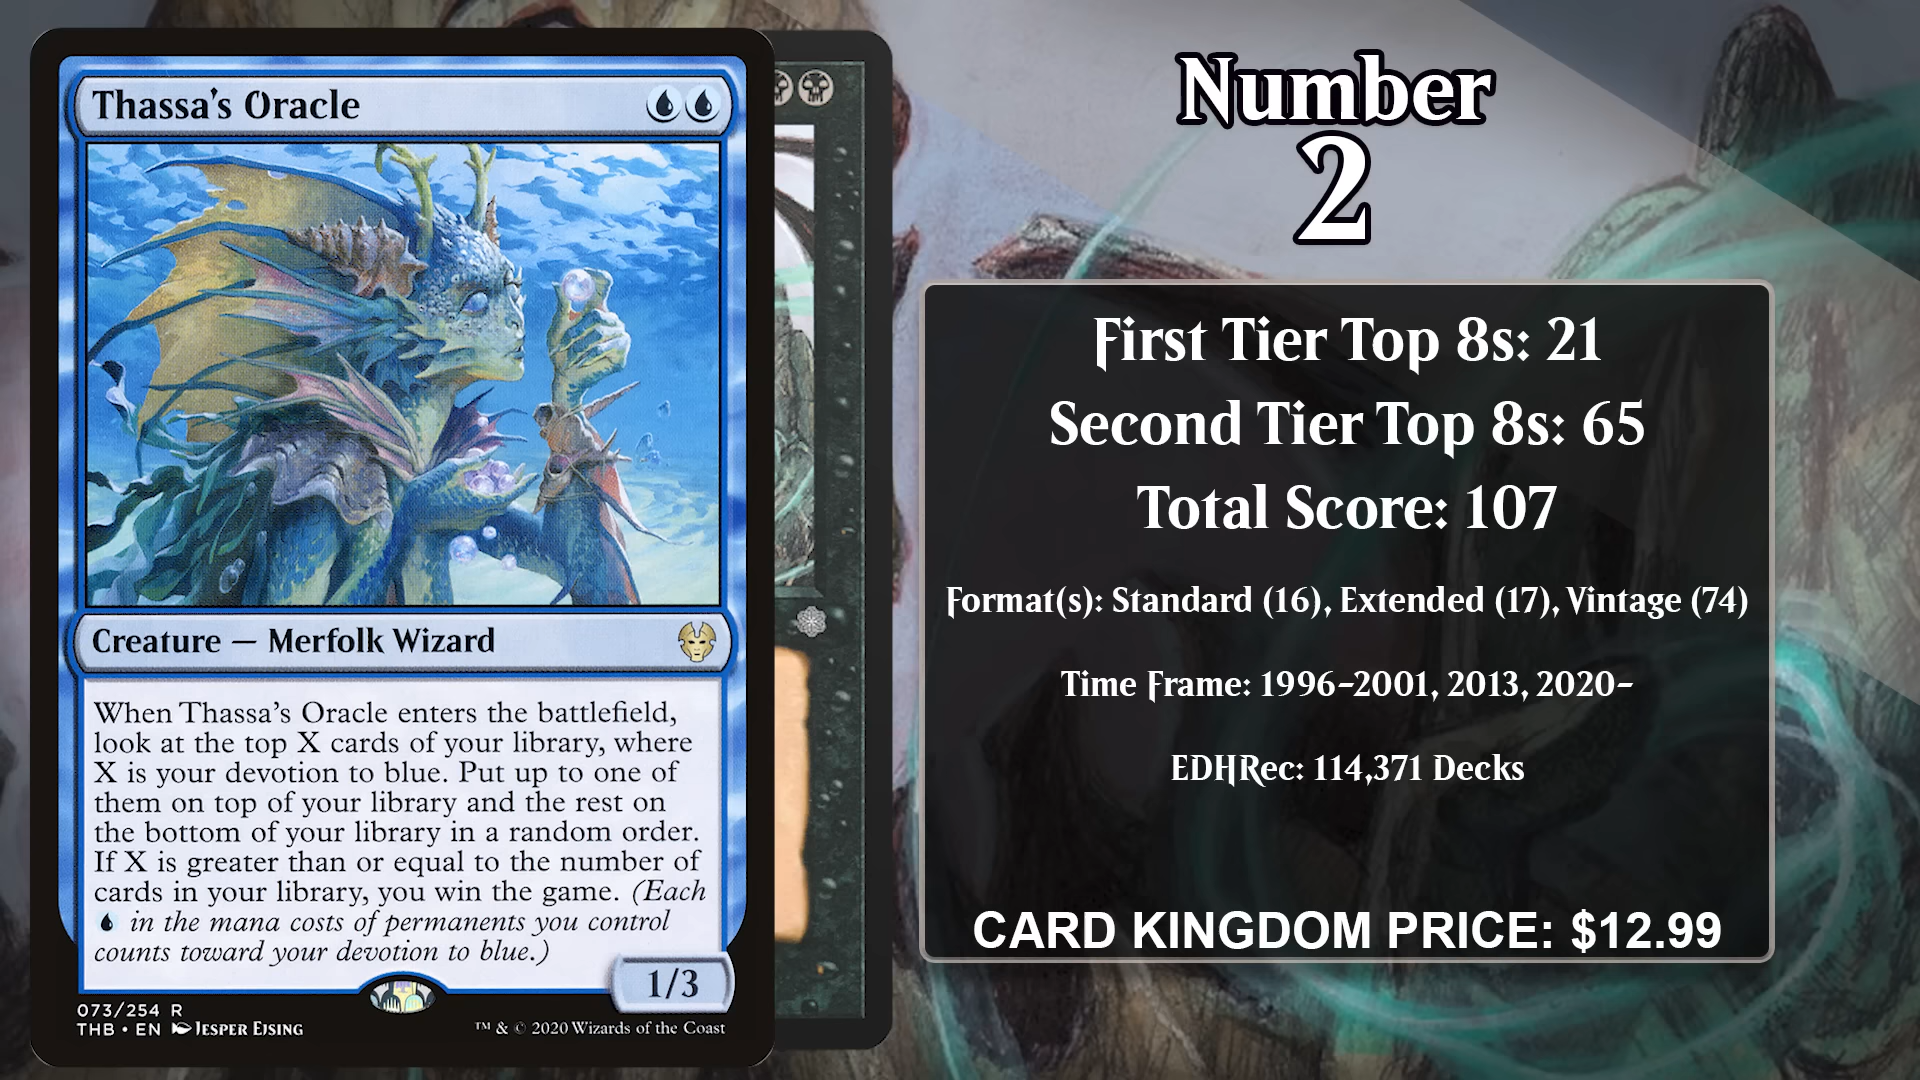 Thassa's Oracle
Creature — Merfolk Wizard
When Thassa's Oracle enters the battlefield,
look at the top X cards of your library, where
X is your devotion to blue. Put up to one of
them on top of your library and the rest on
the bottom of your library in a random order.
If X is greater than or equal to the number of
cards in your library, you win the game. (Each
in the mana costs of permanents you control
counts toward your devotion to blue.)
1/3
073/254 R
THB • EN Jesper Ejsing
™ & © 2020 Wizards of the Coast
Number
2
First Tier Top 8s: 21
Second Tier Top 8s: 65
Total Score: 107
Format(s): Standard (16), Extended (17), Vintage (74)
Time Frame: 1996-2001, 2013, 2020-
EDHRec: 114,371 Decks
CARD KINGDOM PRICE: $12.99